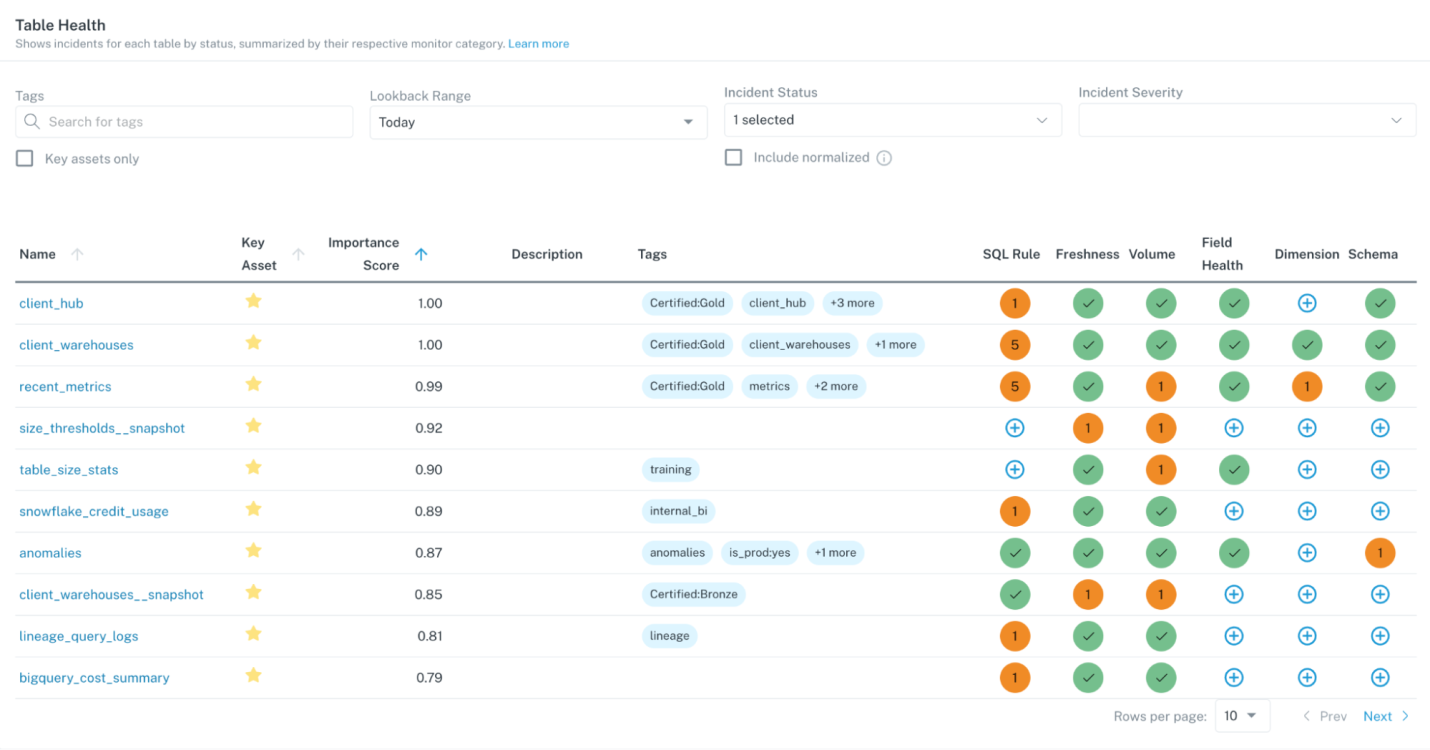 Table Health
Shows incidents for each table by status, summarized by their respective monitor category. Learn more
Tags
Lookback Range
Incident Status
Incident Severity
Search for tags
Today
1 selected
Key assets only
Include normalized
Name Key Asset Importance Score Description Tags SQL Rule Freshness Volume Field Health Dimension Schema
client_hub 1.00 Certified:Gold client_hub +3 more 1
client_warehouses 1.00 Certified:Gold client_warehouses +1 more 5
recent_metrics 0.99 Certified:Gold metrics +2 more 5 1 1
size_thresholds__snapshot 0.92 1 1
table_size_stats 0.90 training 1
snowflake_credit_usage 0.89 internal_bi 1
anomalies 0.87 anomalies is_prod:yes +1 more 1
client_warehouses__snapshot 0.85 Certified:Bronze 1 1
lineage_query_logs 0.81 lineage 1
bigquery_cost_summary 0.79 1
Rows per page: 10 Prev Next